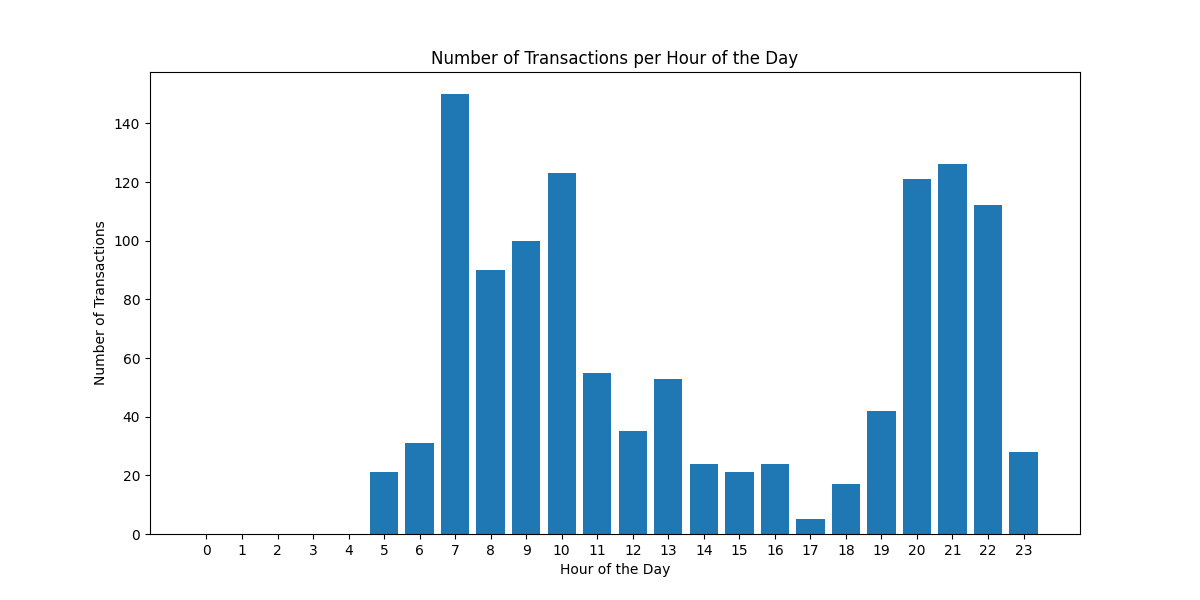 Number of Transactions per Hour of the Day
Number of Transactions
140
120
100
80
60
40
20
0
0 1 2 3 4 5 6 7 8 9 10 11 12 13 14 15 16 17 18 19 20 21 22 23
Hour of the Day